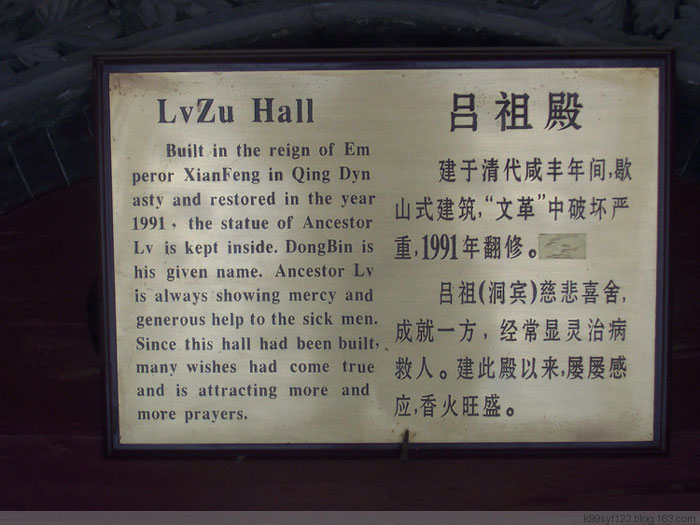 LvZu Hall
Built in the reign of Em
peror XianFeng in Qing Dyn
asty and restored in the year
1991, the statue of Ancestor
Lv is kept inside. DongBin is
his given name. Ancestor Lv
is always showing mercy and
generous help to the sick men.
Since this hall had been built,
many wishes had come true
and is attracting more and
more prayers.
吕祖殿
建于清代咸丰年间,歇
山式建筑,“文革”中破坏严
重,1991年翻修。
吕祖(洞宾)慈悲喜舍,
成就一方,经常显灵治病
救人。建此殿以来,屡屡感
应,香火旺盛。
k99syf123.blog.163.com